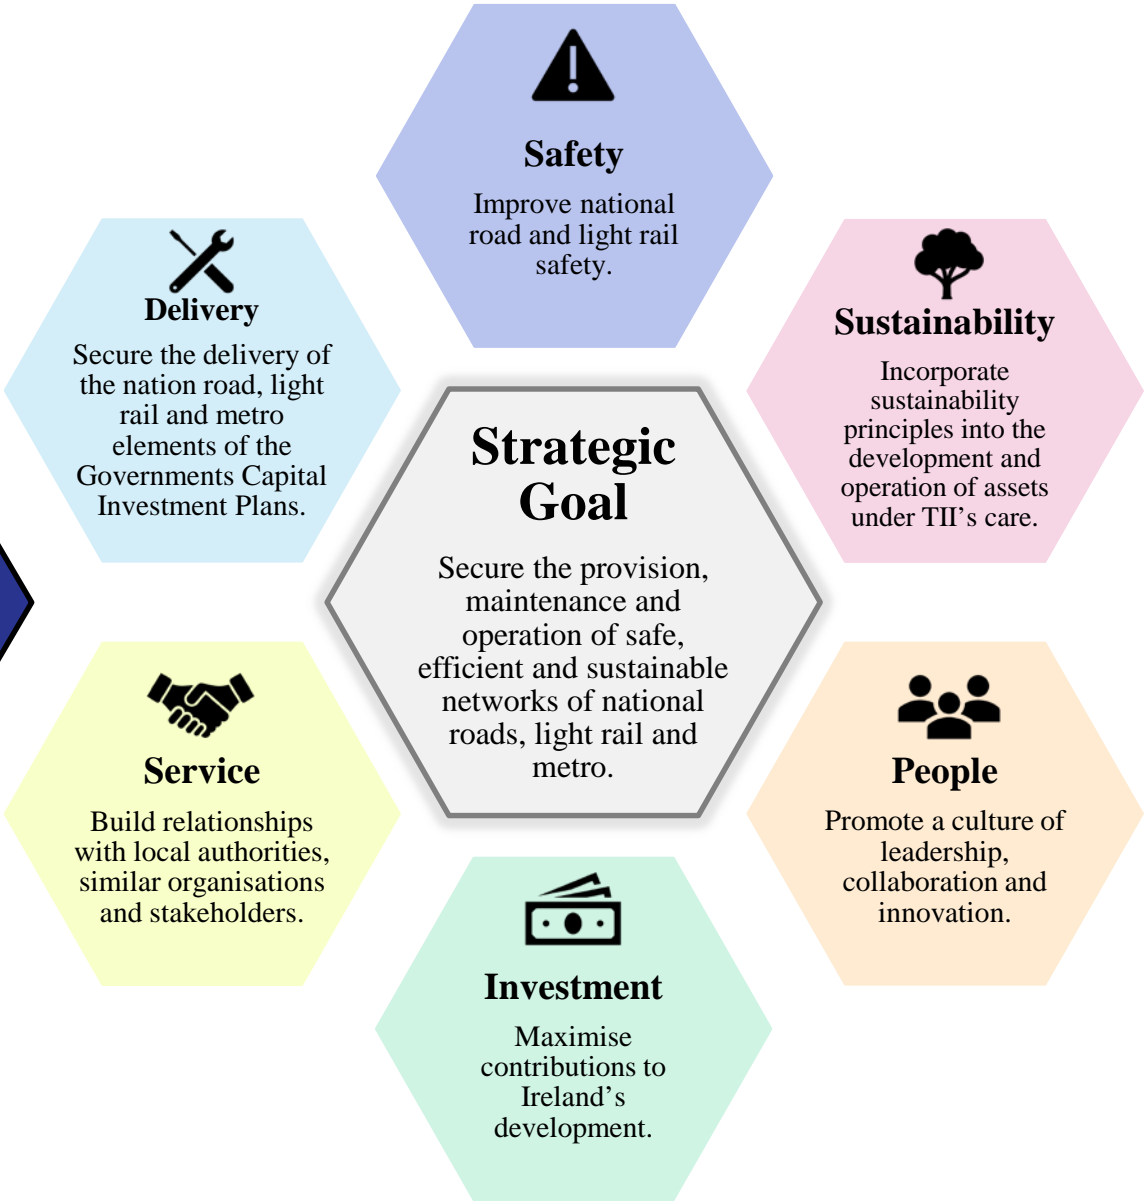 Safety
Improve national
road and light rail
safety.
Delivery
Secure the delivery of
the nation road, light
rail and metro
elements of the
Governments Capital
Investment Plans.
Sustainability
Incorporate
sustainability
principles into the
development and
operation of assets
under TII’s care.
Strategic
Goal
Secure the provision,
maintenance and
operation of safe,
efficient and sustainable
networks of national
roads, light rail and
metro.
Service
Build relationships
with local authorities,
similar organisations
and stakeholders.
People
Promote a culture of
leadership,
collaboration and
innovation.
Investment
Maximise
contributions to
Ireland’s
development.